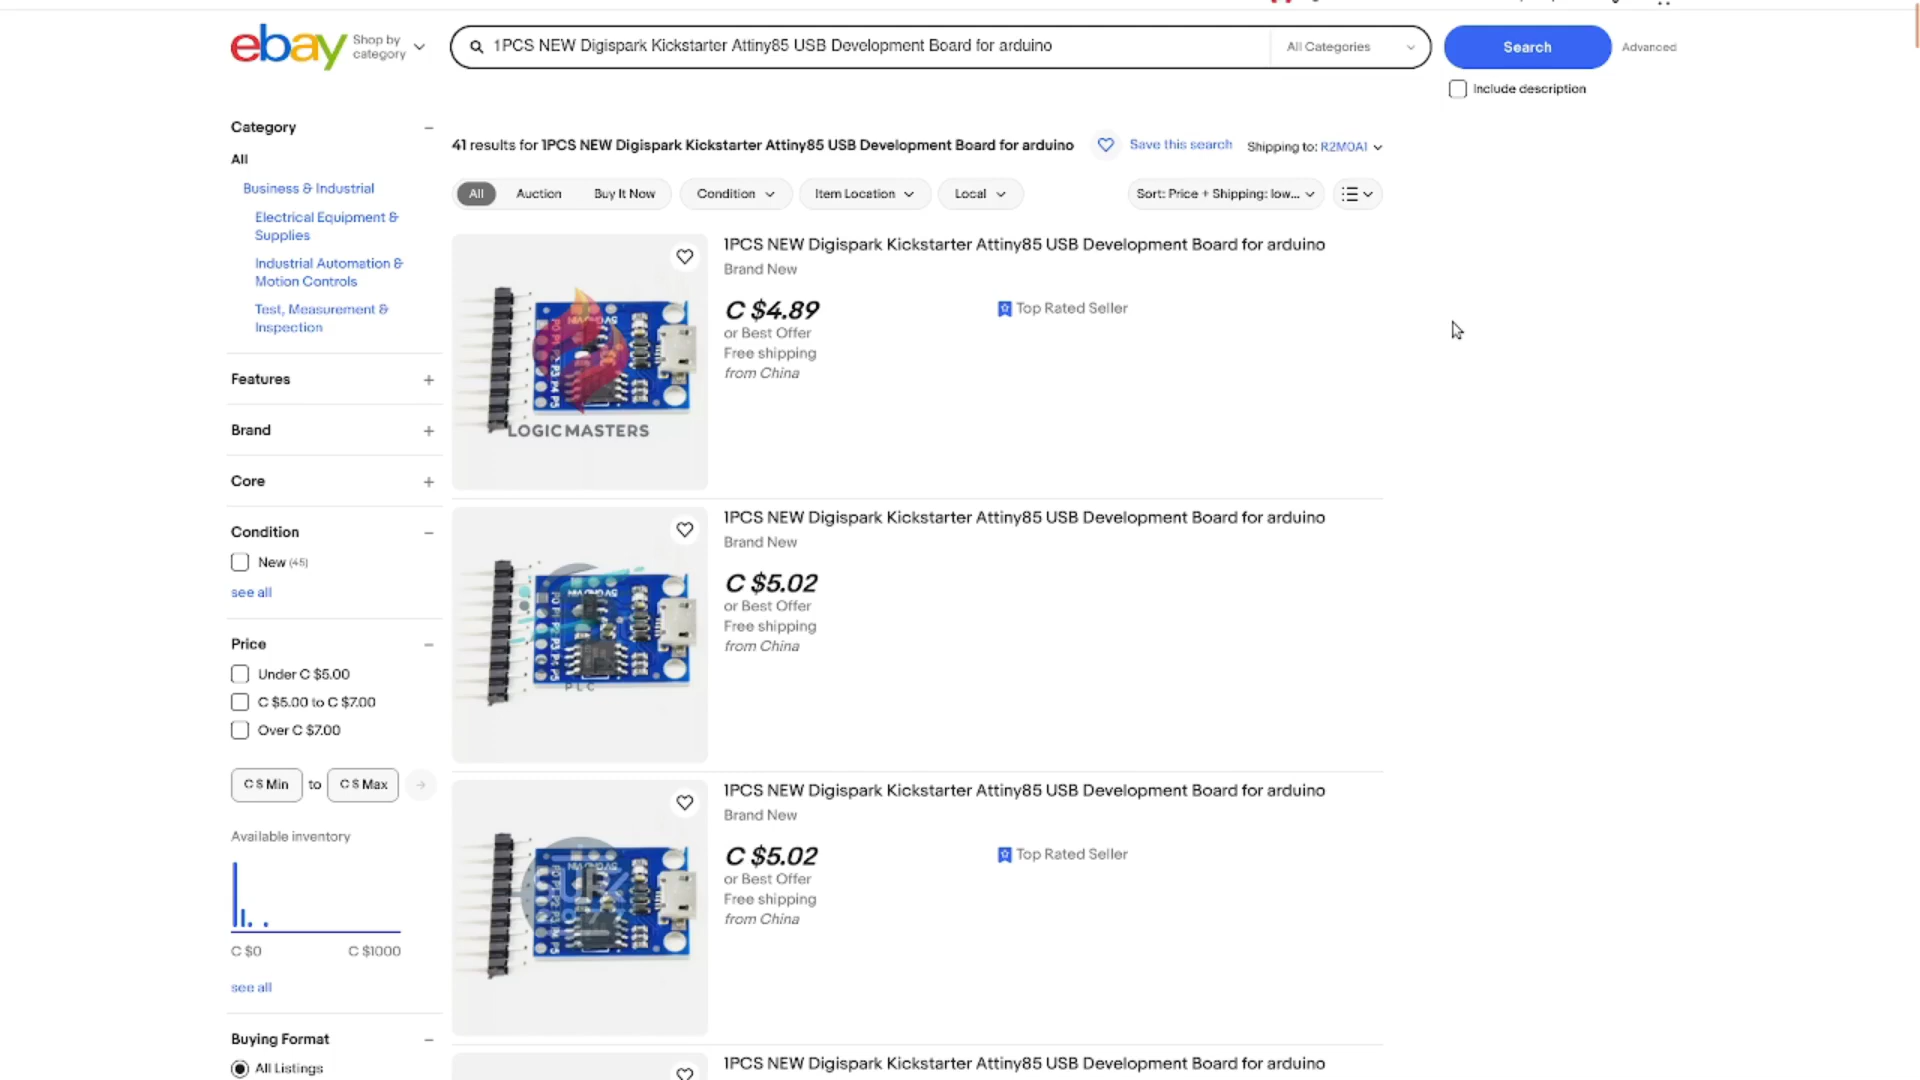 ebay
Shop by
category
1PCS NEW Digispark Kickstarter Attiny85 USB Development Board for arduino
All Categories
Search
Advanced
Include description
41 results for 1PCS NEW Digispark Kickstarter Attiny85 USB Development Board for arduino
Save this search
Shipping to: R2M0A1
All
Auction
Buy It Now
Condition
Item Location
Local
Sort: Price + Shipping: low...
Category
All
Business & Industrial
Electrical Equipment &
Supplies
Industrial Automation &
Motion Controls
Test, Measurement &
Inspection
Features
Brand
Core
Condition
New (45)
see all
Price
Under C $5.00
C $5.00 to C $7.00
Over C $7.00
C $ Min to C $ Max
Available inventory
C $0 C $1000
see all
Buying Format
All Listings
LOGICMASTERS
1PCS NEW Digispark Kickstarter Attiny85 USB Development Board for arduino
Brand New
C $4.89
or Best Offer
Free shipping
from China
Top Rated Seller
PLC
1PCS NEW Digispark Kickstarter Attiny85 USB Development Board for arduino
Brand New
C $5.02
or Best Offer
Free shipping
from China
1PCS NEW Digispark Kickstarter Attiny85 USB Development Board for arduino
Brand New
C $5.02
or Best Offer
Free shipping
from China
Top Rated Seller
1PCS NEW Digispark Kickstarter Attiny85 USB Development Board for arduino